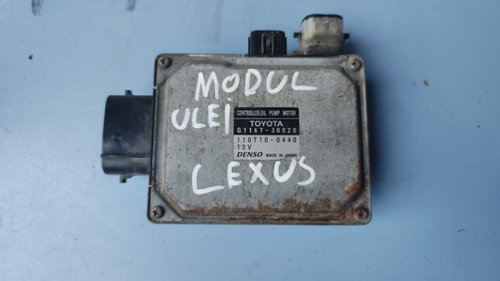 MODUL
ULEI
CONTROLLER, OIL PUMP MOTOR
TOYOTA
G1167-30020
110710-0440
12V
DENSO MADE IN JAPAN
LEXUS